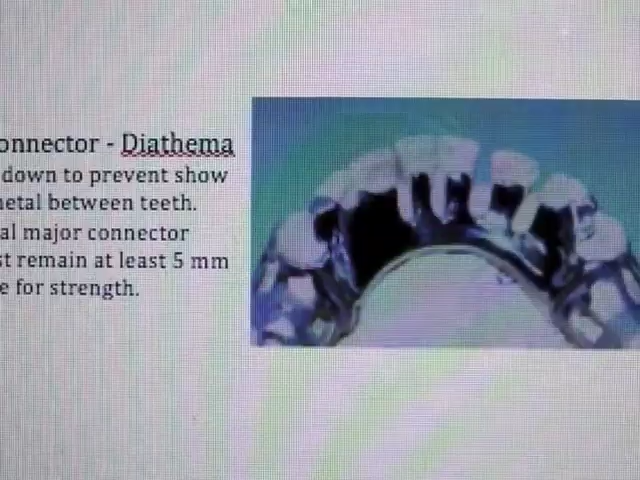 onnector - Diathema
down to prevent show
netal between teeth.
al major connector
st remain at least 5 mm
e for strength.